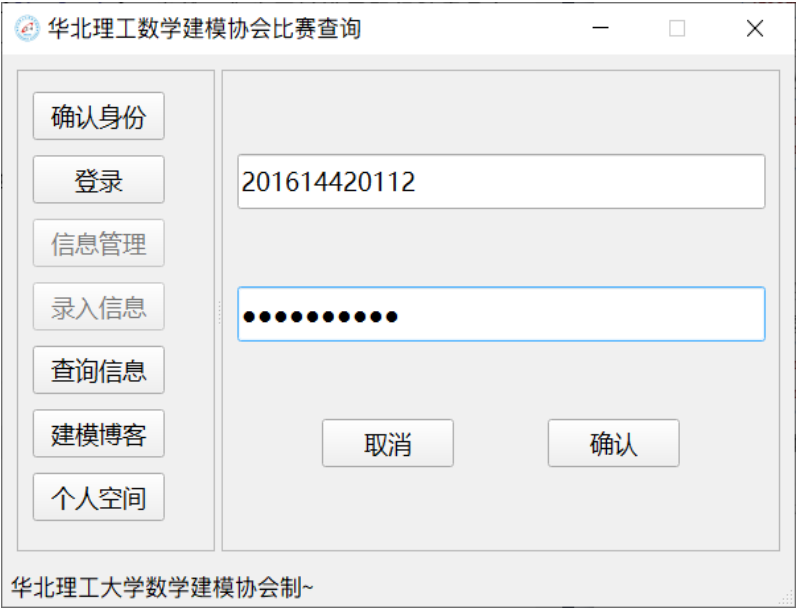 华北理工数学建模协会比赛查询
确认身份
登录
信息管理
录入信息
查询信息
建模博客
个人空间
201614420112
●●●●●●●●●●
取消
确认
华北理工大学数学建模协会制~